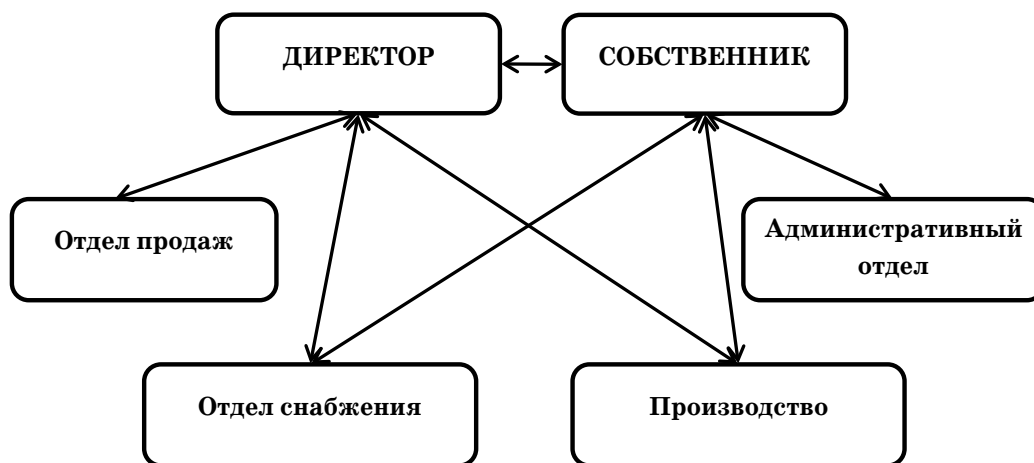 ДИРЕКТОР
СОБСТВЕННИК
Отдел продаж
Административный
отдел
Отдел снабжения
Производство